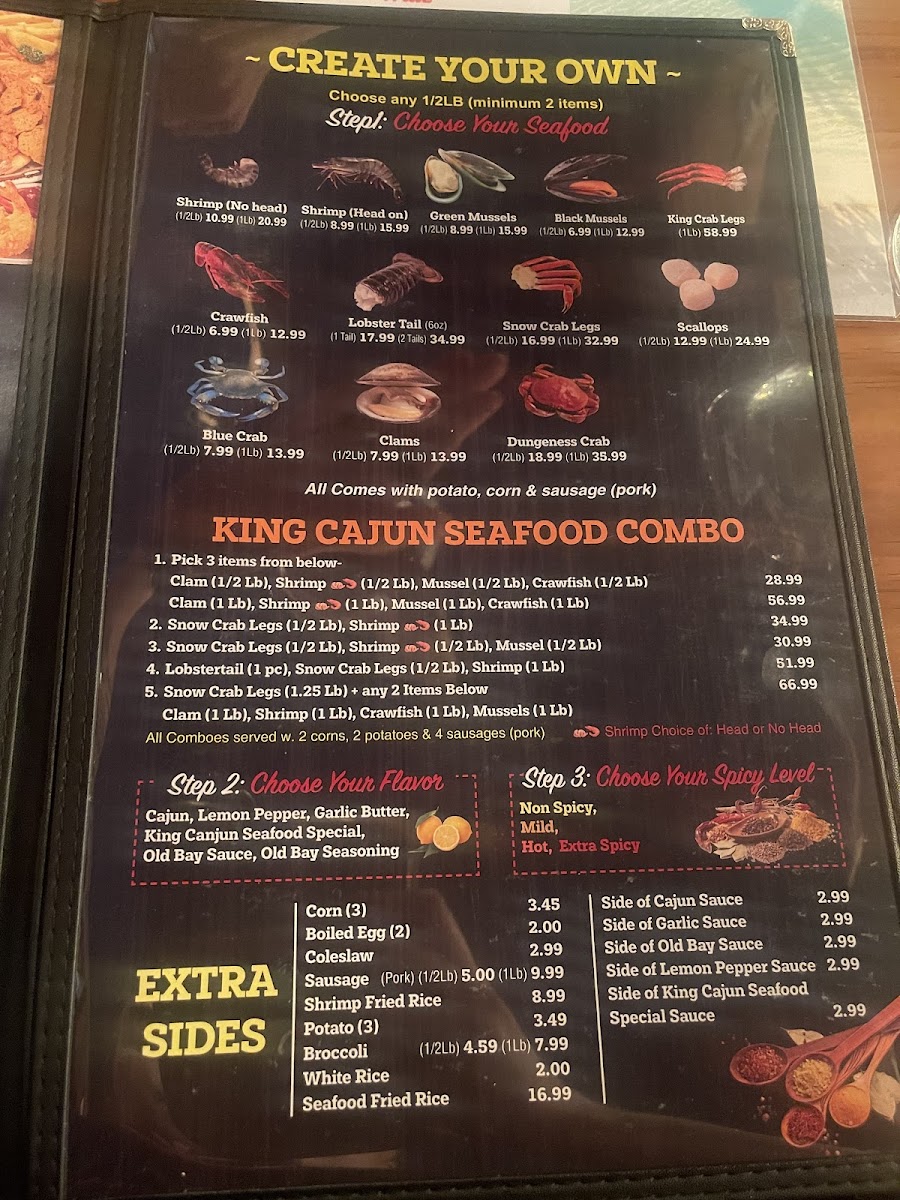 ~ CREATE YOUR OWN ~
Choose any 1/2LB (minimum 2 items)
Step1: Choose Your Seafood
Shrimp (No head)
(1/2Lb) 10.99 (1Lb) 20.99
Shrimp (Head on)
(1/2Lb) 8.99 (1Lb) 15.99
Green Mussels
(1/2Lb) 8.99 (1Lb) 15.99
Black Mussels
(1/2Lb) 6.99 (1Lb) 12.99
King Crab Legs
(1Lb) 58.99
Crawfish
(1/2Lb) 6.99 (1Lb) 12.99
Lobster Tail (6oz)
(1 Tail) 17.99 (2 Tails) 34.99
Snow Crab Legs
(1/2Lb) 16.99 (1Lb) 32.99
Scallops
(1/2Lb) 12.99 (1Lb) 24.99
Blue Crab
(1/2Lb) 7.99 (1Lb) 13.99
Clams
(1/2Lb) 7.99 (1Lb) 13.99
Dungeness Crab
(1/2Lb) 18.99 (1Lb) 35.99
All Comes with potato, corn & sausage (pork)
KING CAJUN SEAFOOD COMBO
1. Pick 3 items from below-
Clam (1/2 Lb), Shrimp (1/2 Lb), Mussel (1/2 Lb), Crawfish (1/2 Lb) 28.99
Clam (1 Lb), Shrimp (1 Lb), Mussel (1 Lb), Crawfish (1 Lb) 56.99
2. Snow Crab Legs (1/2 Lb), Shrimp (1 Lb) 34.99
3. Snow Crab Legs (1/2 Lb), Shrimp (1/2 Lb), Mussel (1/2 Lb) 30.99
4. Lobstertail (1 pc), Snow Crab Legs (1/2 Lb), Shrimp (1 Lb) 51.99
5. Snow Crab Legs (1.25 Lb) + any 2 Items Below 66.99
Clam (1 Lb), Shrimp (1 Lb), Crawfish (1 Lb), Mussels (1 Lb)
All Comboes served w. 2 corns, 2 potatoes & 4 sausages (pork) Shrimp Choice of: Head or No Head
Step 2: Choose Your Flavor
Cajun, Lemon Pepper, Garlic Butter,
King Canjun Seafood Special,
Old Bay Sauce, Old Bay Seasoning
Step 3: Choose Your Spicy Level
Non Spicy,
Mild,
Hot, Extra Spicy
EXTRA
SIDES
Corn (3) 3.45
Boiled Egg (2) 2.00
Coleslaw 2.99
Sausage (Pork) (1/2Lb) 5.00 (1Lb) 9.99
Shrimp Fried Rice 8.99
Potato (3) 3.49
Broccoli (1/2Lb) 4.59 (1Lb) 7.99
White Rice 2.00
Seafood Fried Rice 16.99
Side of Cajun Sauce 2.99
Side of Garlic Sauce 2.99
Side of Old Bay Sauce 2.99
Side of Lemon Pepper Sauce 2.99
Side of King Cajun Seafood
Special Sauce 2.99